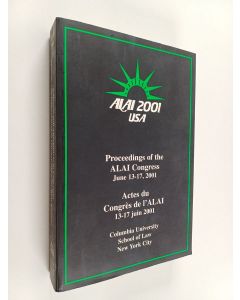 ALAI 2001
USA
Proceedings of the
ALAI Congress
June 13-17, 2001
Actes du
Congrès de l'ALAI
13-17 juin 2001
Columbia University
School of Law
New York City